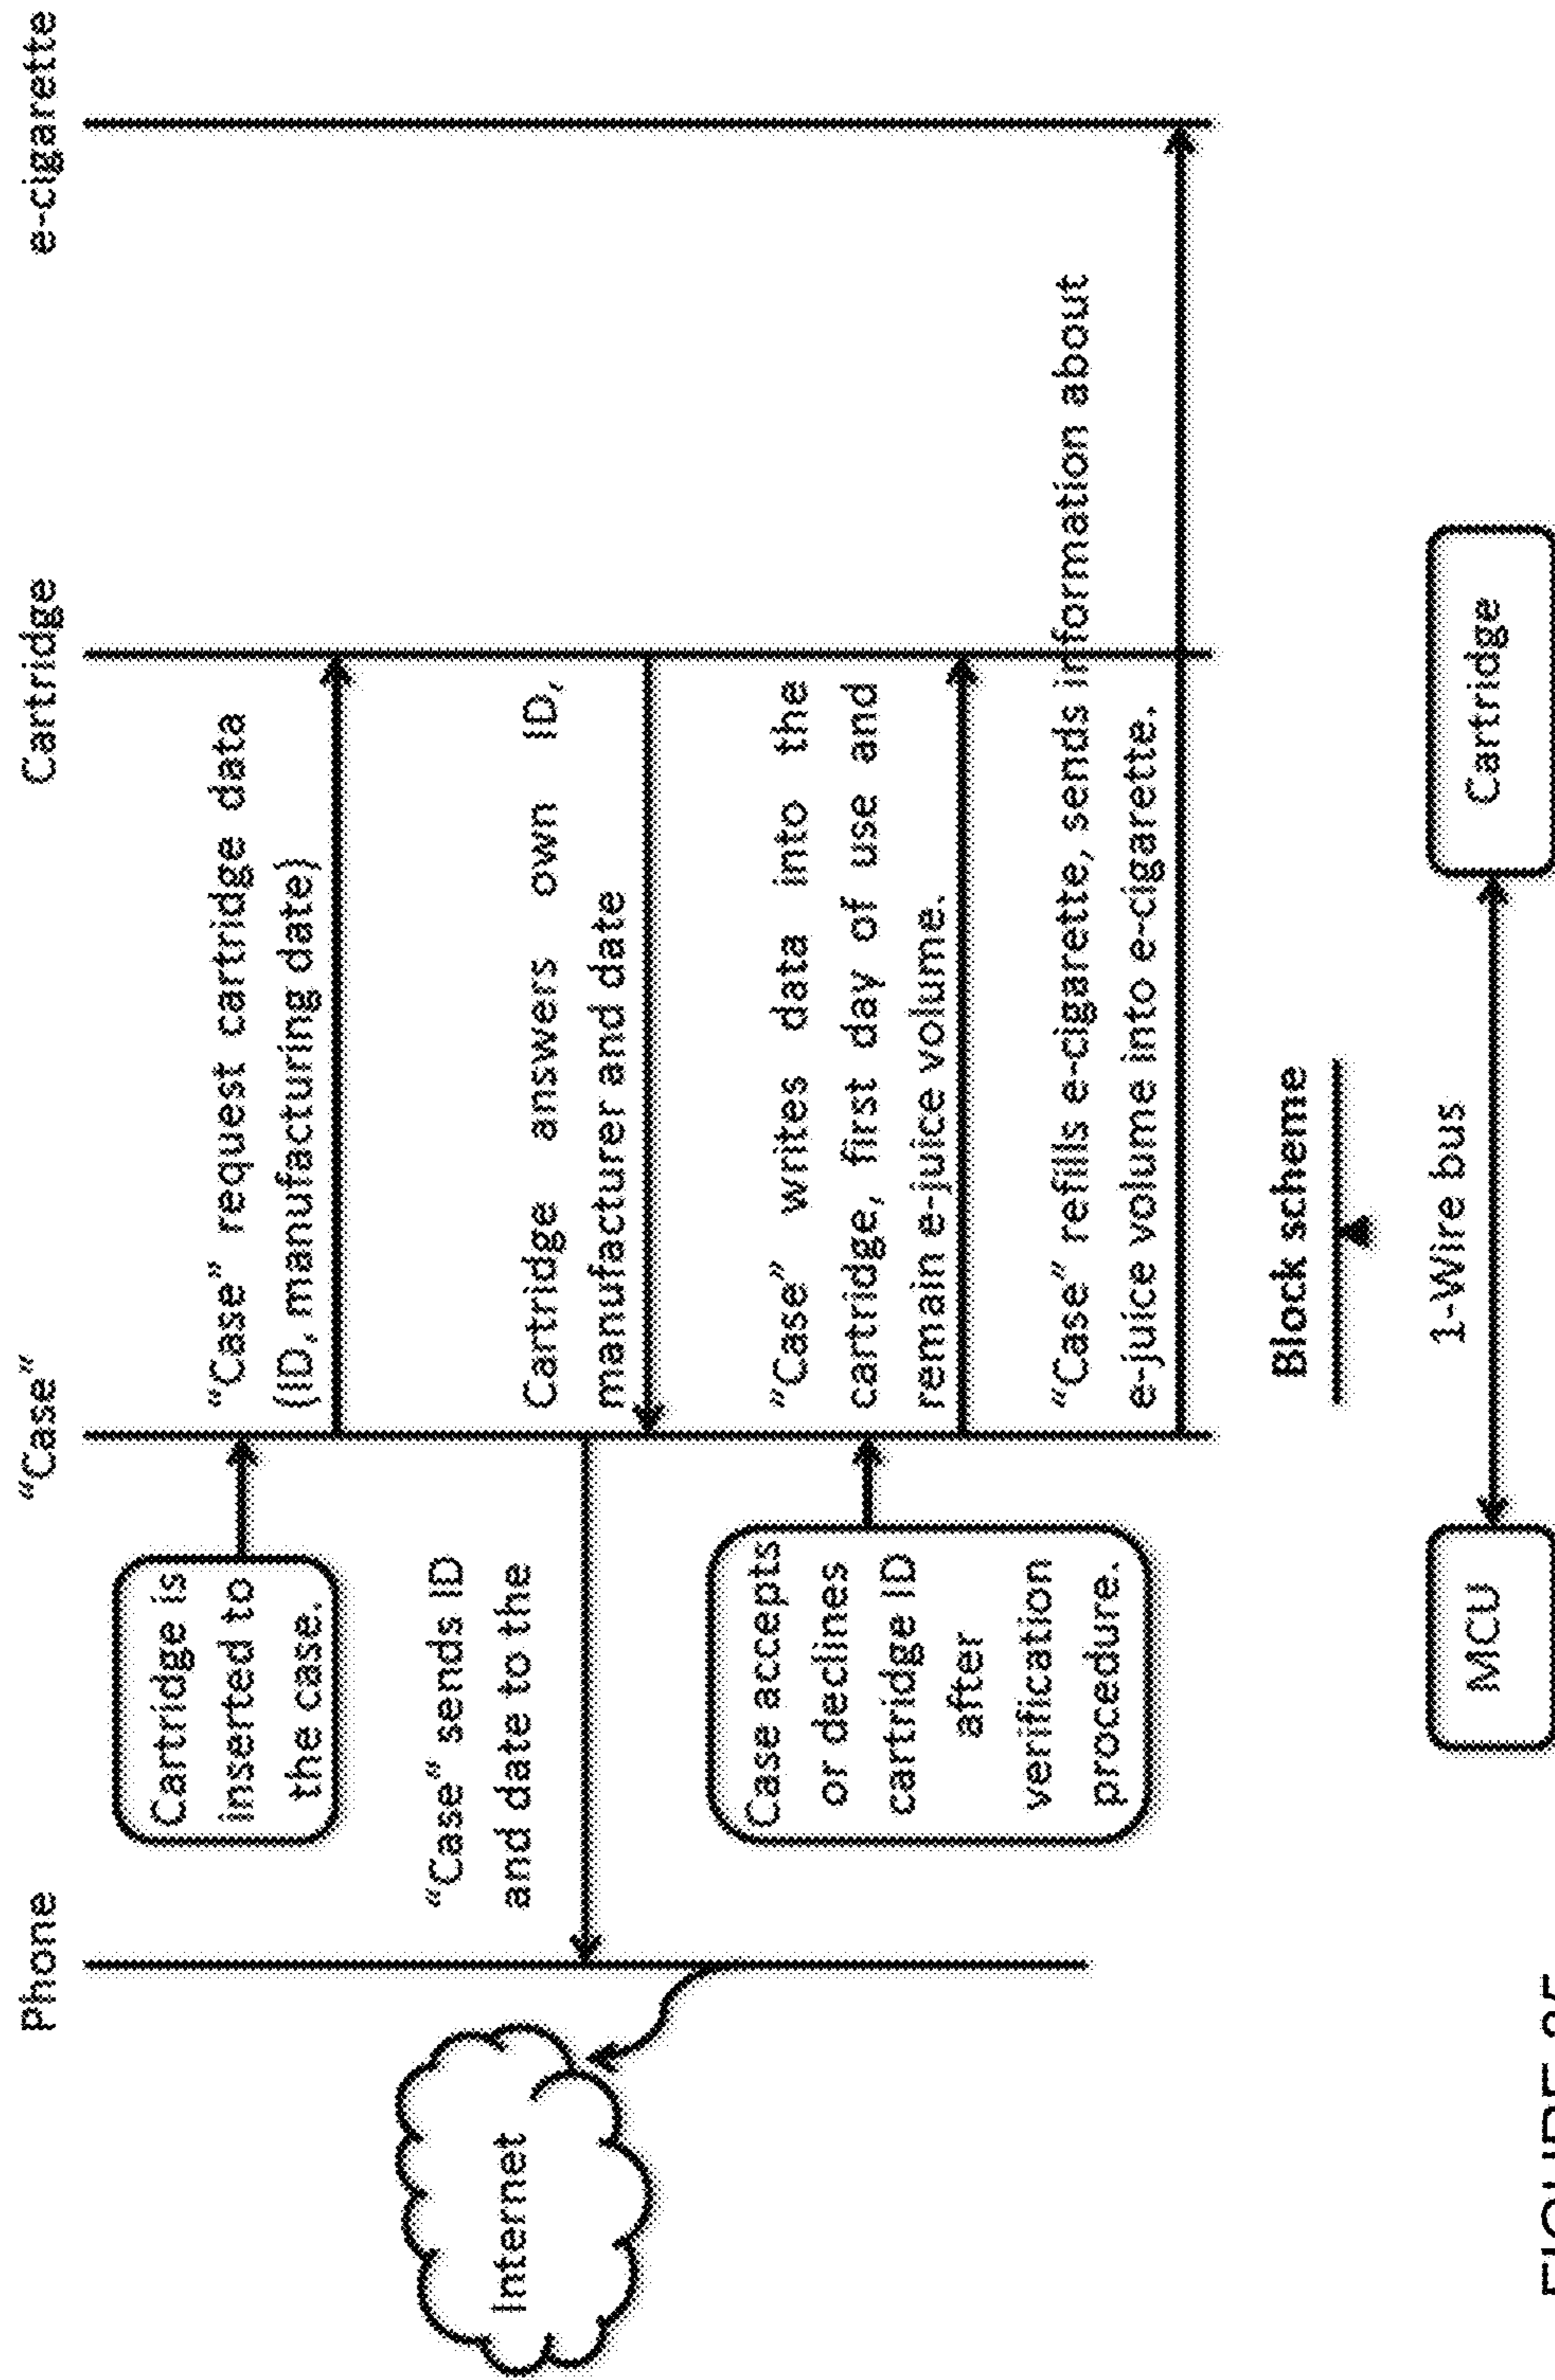 Phone
“Case”
Cartridge
e-cigarette
Cartridge is
inserted to
the case.
“Case” request cartridge data
(ID, manufacturing date)
“Case” sends ID
and date to the
Internet
Cartridge answers own ID,
manufacturer and date
Case accepts
or declines
cartridge ID
after
verification
procedure.
”Case” writes data into the
cartridge, first day of use and
remain e-juice volume.
“Case” refills e-cigarette, sends information about
e-juice volume into e-cigarette.
Block scheme
MCU
1-Wire bus
Cartridge
FIGURE